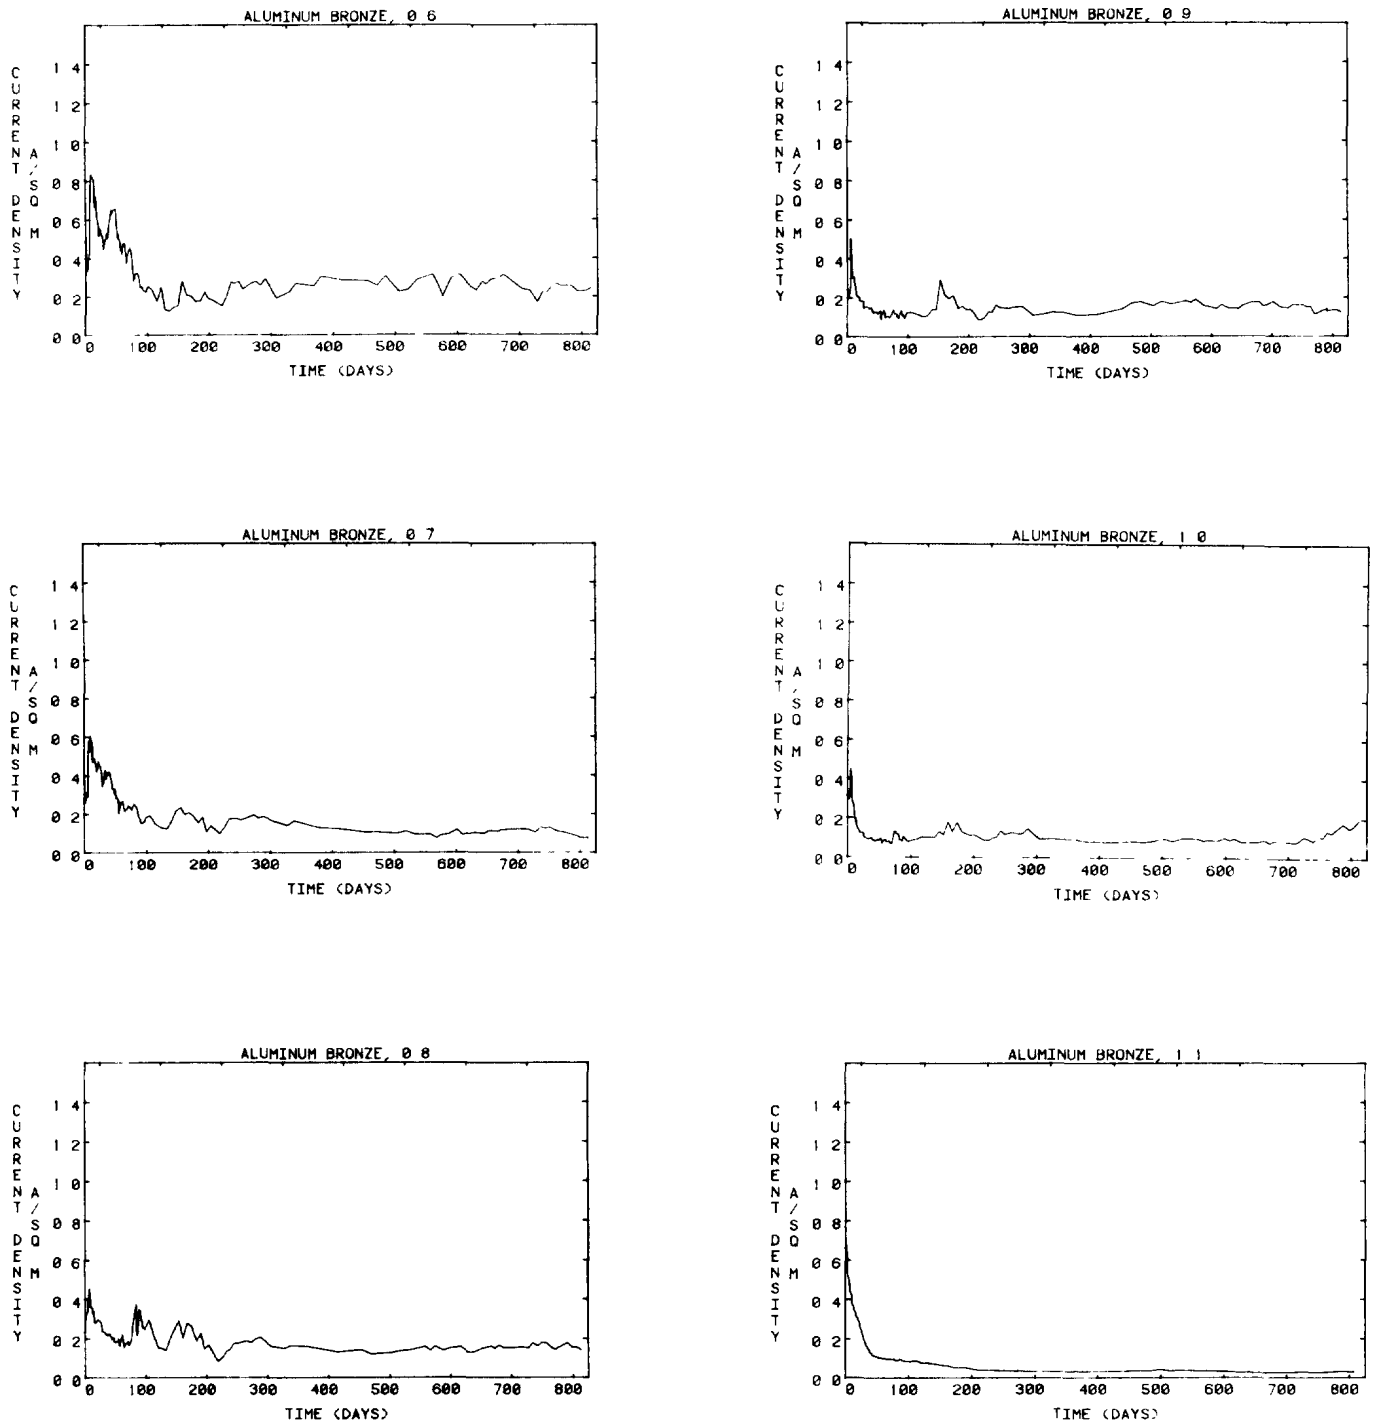 ALUMINUM BRONZE, 0 6
CURRENT DENSITY
A/SQ M
1 4
1 2
1 0
0 8
0 6
0 4
0 2
0 0
0 100 200 300 400 500 600 700 800
TIME (DAYS)
ALUMINUM BRONZE, 0 9
CURRENT DENSITY
A/SQ M
1 4
1 2
1 0
0 8
0 6
0 4
0 2
0 0
0 100 200 300 400 500 600 700 800
TIME (DAYS)
ALUMINUM BRONZE, 0 7
CURRENT DENSITY
A/SQ M
1 4
1 2
1 0
0 8
0 6
0 4
0 2
0 0
0 100 200 300 400 500 600 700 800
TIME (DAYS)
ALUMINUM BRONZE, 1 0
CURRENT DENSITY
A/SQ M
1 4
1 2
1 0
0 8
0 6
0 4
0 2
0 0
0 100 200 300 400 500 600 700 800
TIME (DAYS)
ALUMINUM BRONZE, 0 8
CURRENT DENSITY
A/SQ M
1 4
1 2
1 0
0 8
0 6
0 4
0 2
0 0
0 100 200 300 400 500 600 700 800
TIME (DAYS)
ALUMINUM BRONZE, 1 1
CURRENT DENSITY
A/SQ M
1 4
1 2
1 0
0 8
0 6
0 4
0 2
0 0
0 100 200 300 400 500 600 700 800
TIME (DAYS)